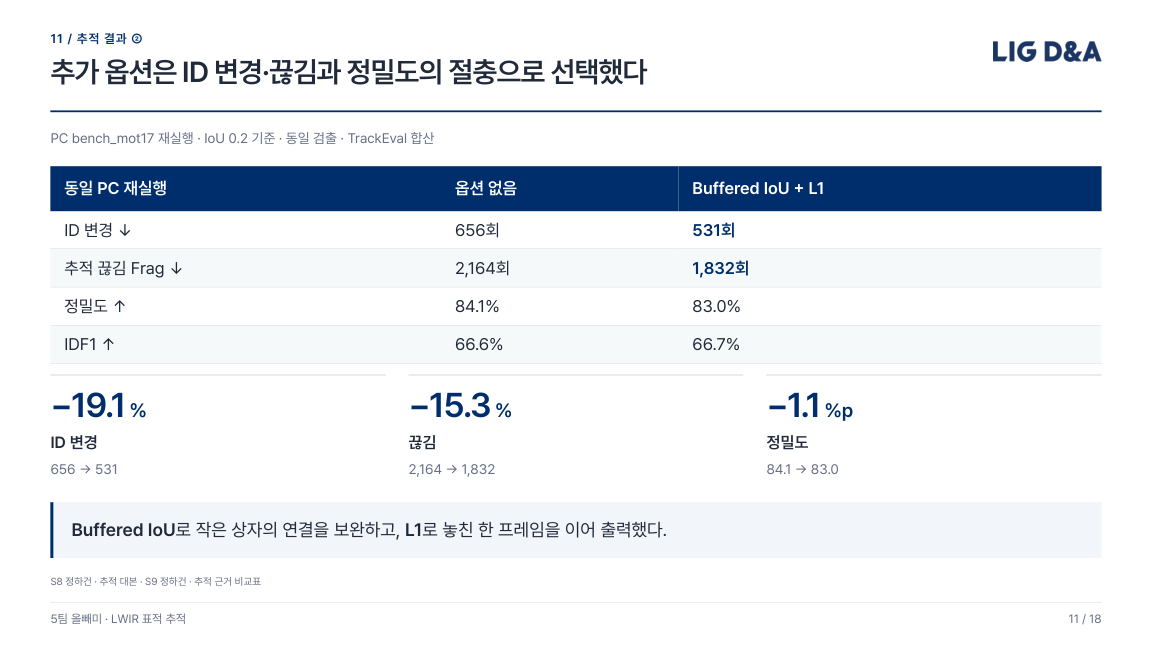 11 / 추적 결과 ②
추가 옵션은 ID 변경·끊김과 정밀도의 절충으로 선택했다
LIG D&A
PC bench_mot17 재실행 · IoU 0.2 기준 · 동일 검출 · TrackEval 합산
동일 PC 재실행 옵션 없음 Buffered IoU + L1
ID 변경 ↓ 656회 531회
추적 끊김 Frag ↓ 2,164회 1,832회
정밀도 ↑ 84.1% 83.0%
IDF1 ↑ 66.6% 66.7%
−19.1 %
ID 변경
656 → 531
−15.3 %
끊김
2,164 → 1,832
−1.1 %p
정밀도
84.1 → 83.0
Buffered IoU로 작은 상자의 연결을 보완하고, L1로 놓친 한 프레임을 이어 출력했다.
S8 정하건 · 추적 대본 · S9 정하건 · 추적 근거 비교표
5팀 올빼미 · LWIR 표적 추적
11 / 18